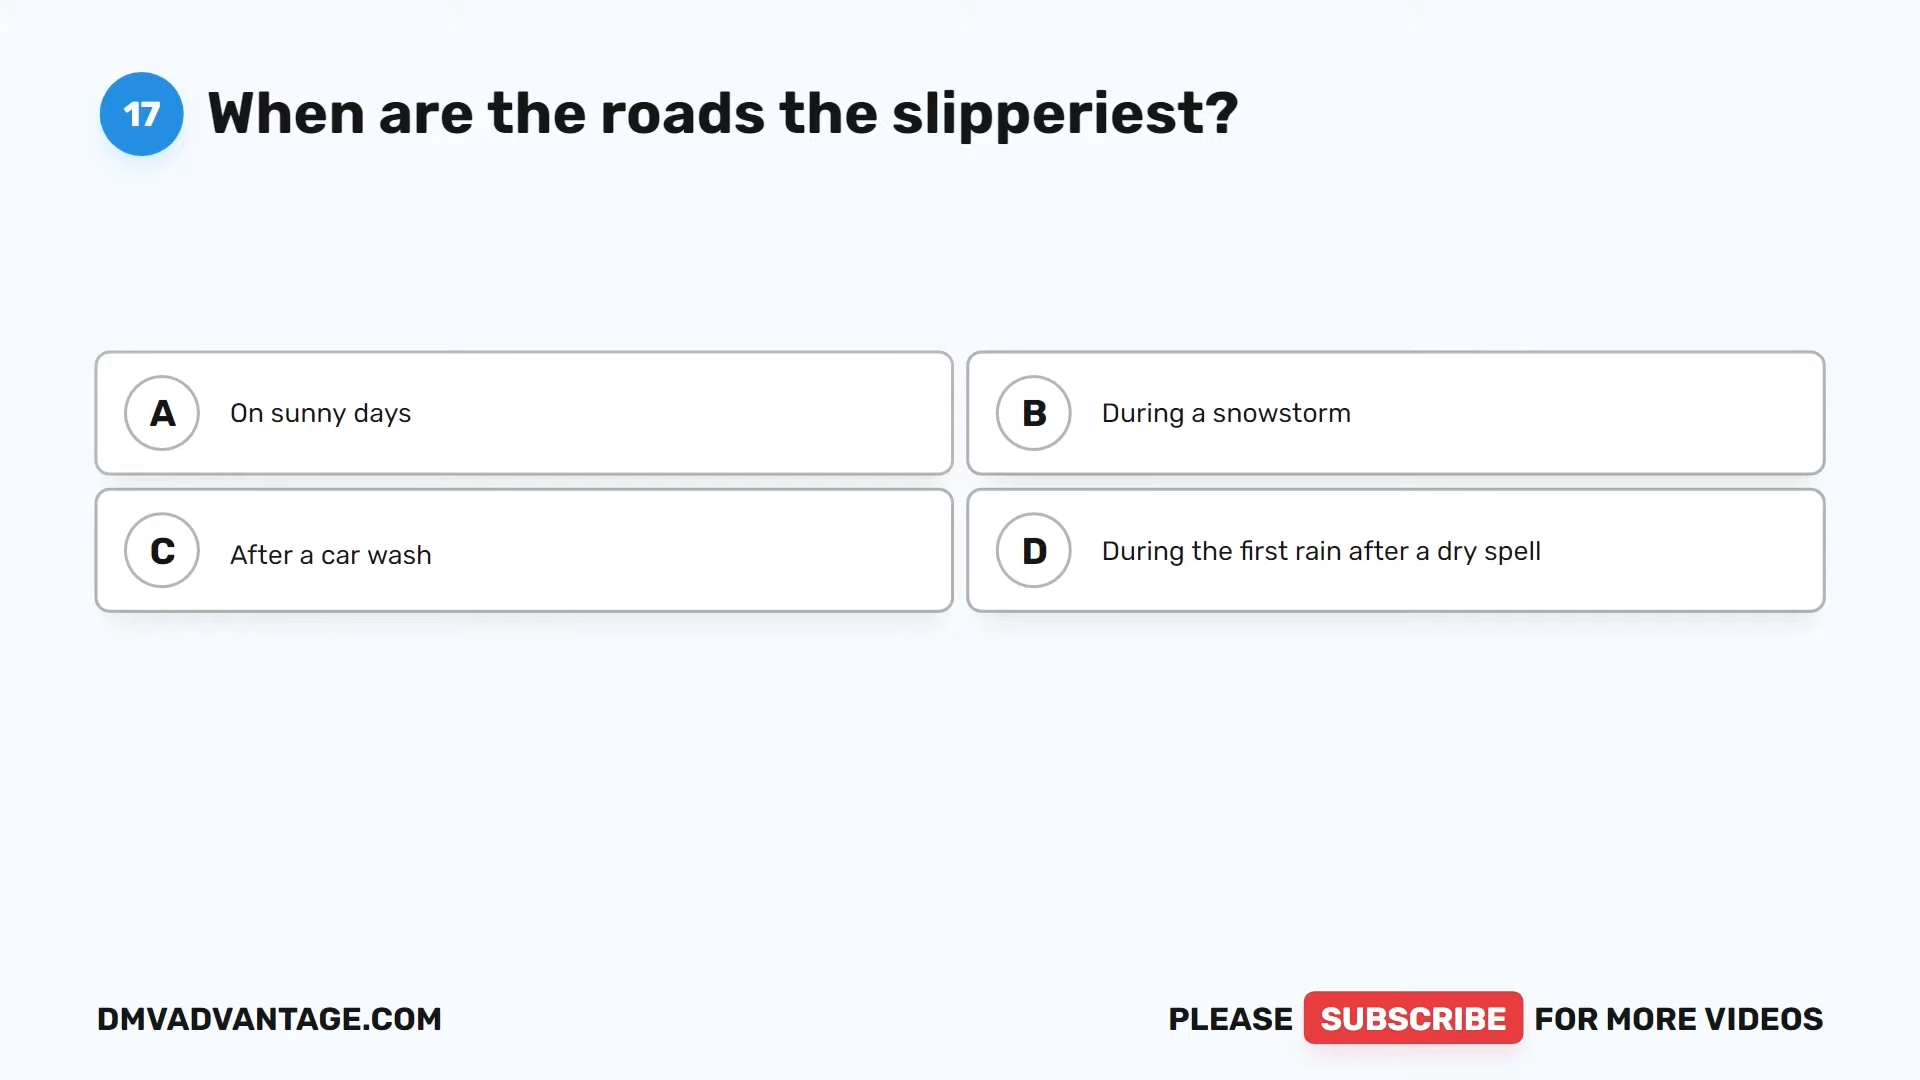 17 When are the roads the slipperiest?
A On sunny days
B During a snowstorm
C After a car wash
D During the first rain after a dry spell
DMVADVANTAGE.COM
PLEASE SUBSCRIBE FOR MORE VIDEOS